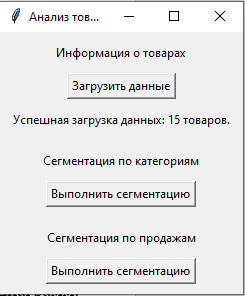 Анализ тов...
Информация о товарах
Загрузить данные
Успешная загрузка данных: 15 товаров.
Сегментация по категориям
Выполнить сегментацию
Сегментация по продажам
Выполнить сегментацию